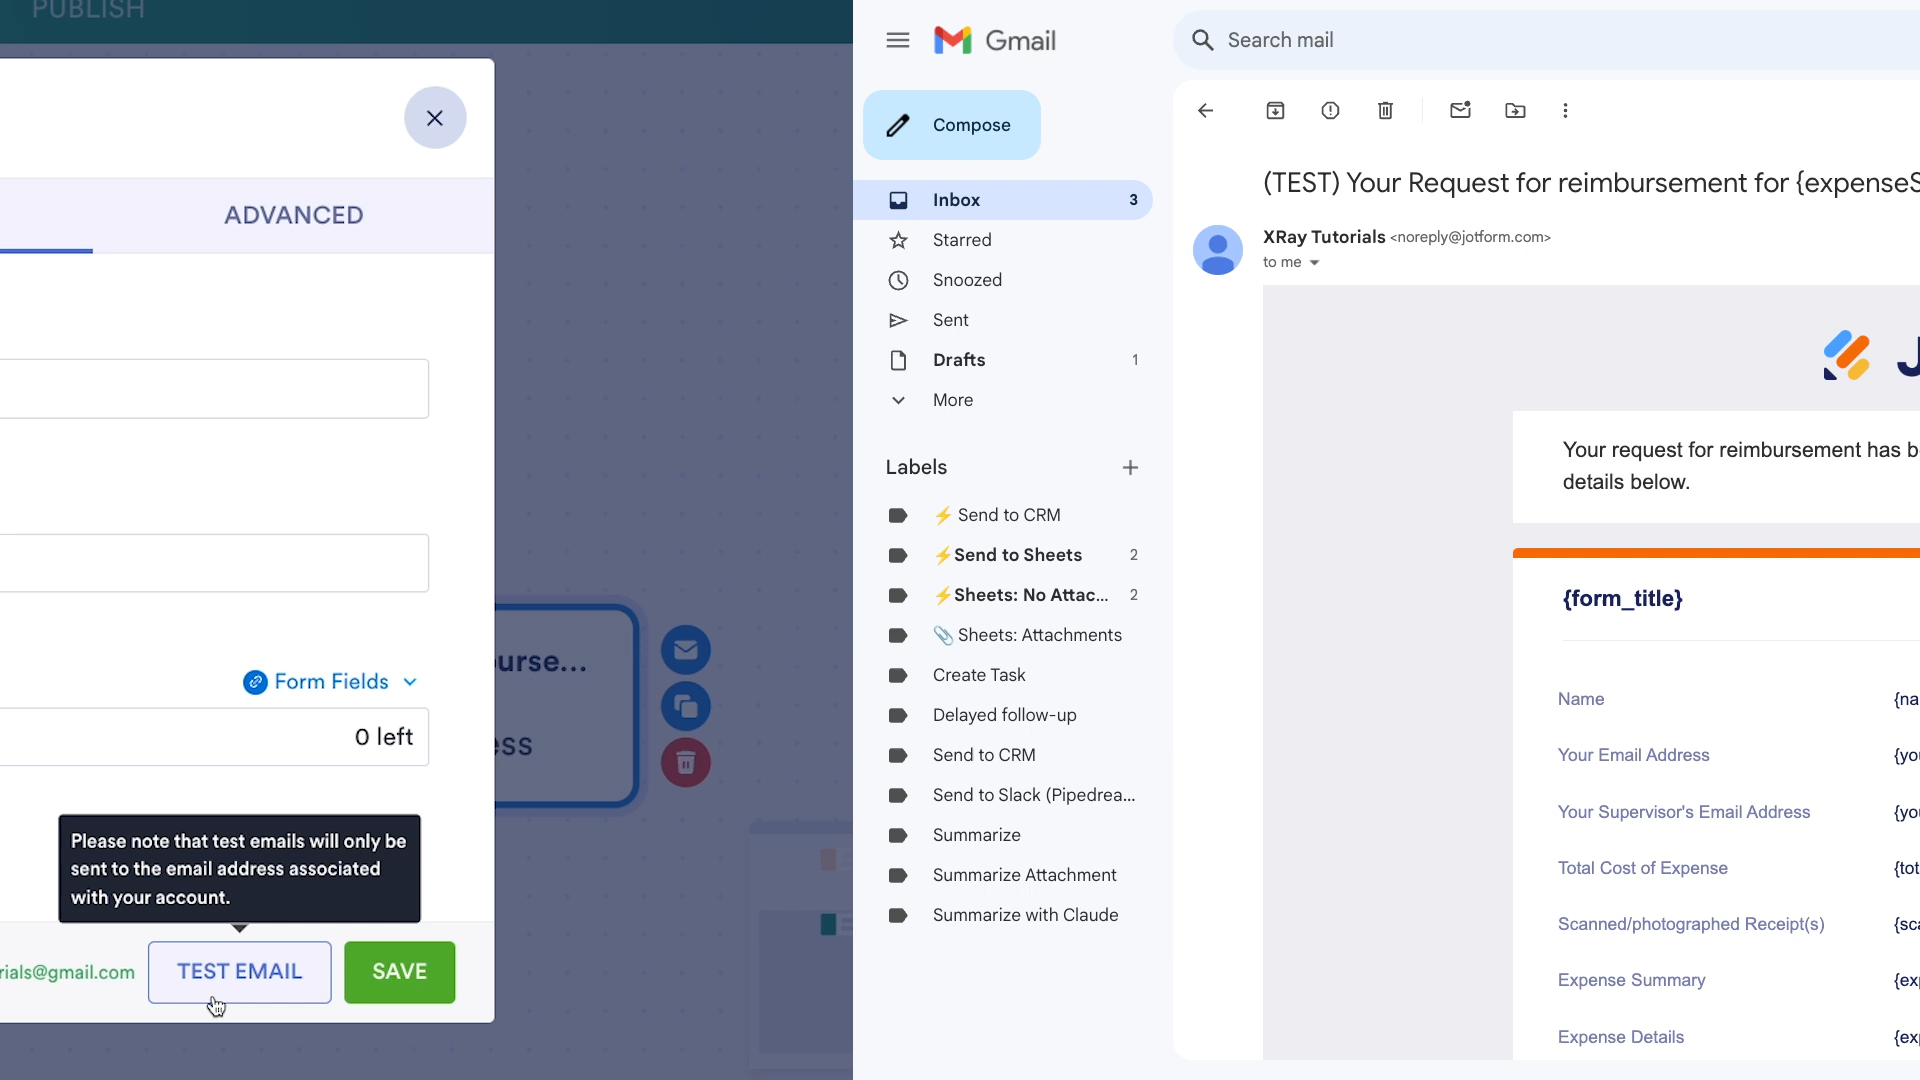 PUBLISH
ADVANCED
Form Fields
0 left
Please note that test emails will only be
sent to the email address associated
with your account.
rials@gmail.com
TEST EMAIL
SAVE
urse...
ess
Gmail
Search mail
Compose
Inbox 3
Starred
Snoozed
Sent
Drafts 1
More
Labels
⚡ Send to CRM
⚡Send to Sheets 2
⚡Sheets: No Attac... 2
📎 Sheets: Attachments
Create Task
Delayed follow-up
Send to CRM
Send to Slack (Pipedrea...
Summarize
Summarize Attachment
Summarize with Claude
(TEST) Your Request for reimbursement for {expenseS
XRay Tutorials <noreply@jotform.com>
to me
J
Your request for reimbursement has b
details below.
{form_title}
Name {na
Your Email Address {you
Your Supervisor's Email Address {you
Total Cost of Expense {tot
Scanned/photographed Receipt(s) {sca
Expense Summary {exp
Expense Details {exp